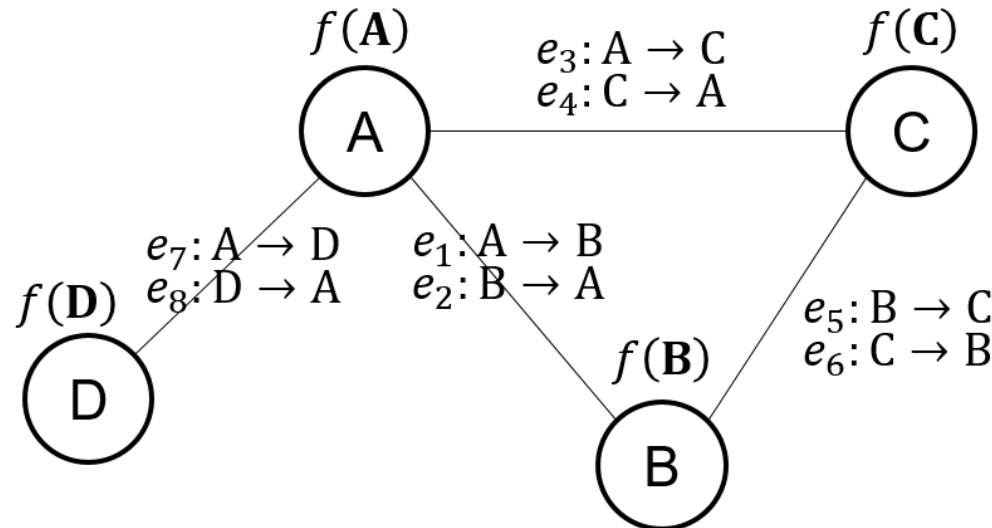 f(A)
f(C)
e₃: A → C
e₄: C → A
A
C
e₇: A → D
e₈: D → A
e₁: A → B
e₂: B → A
f(D)
e₅: B → C
e₆: C → B
f(B)
D
B